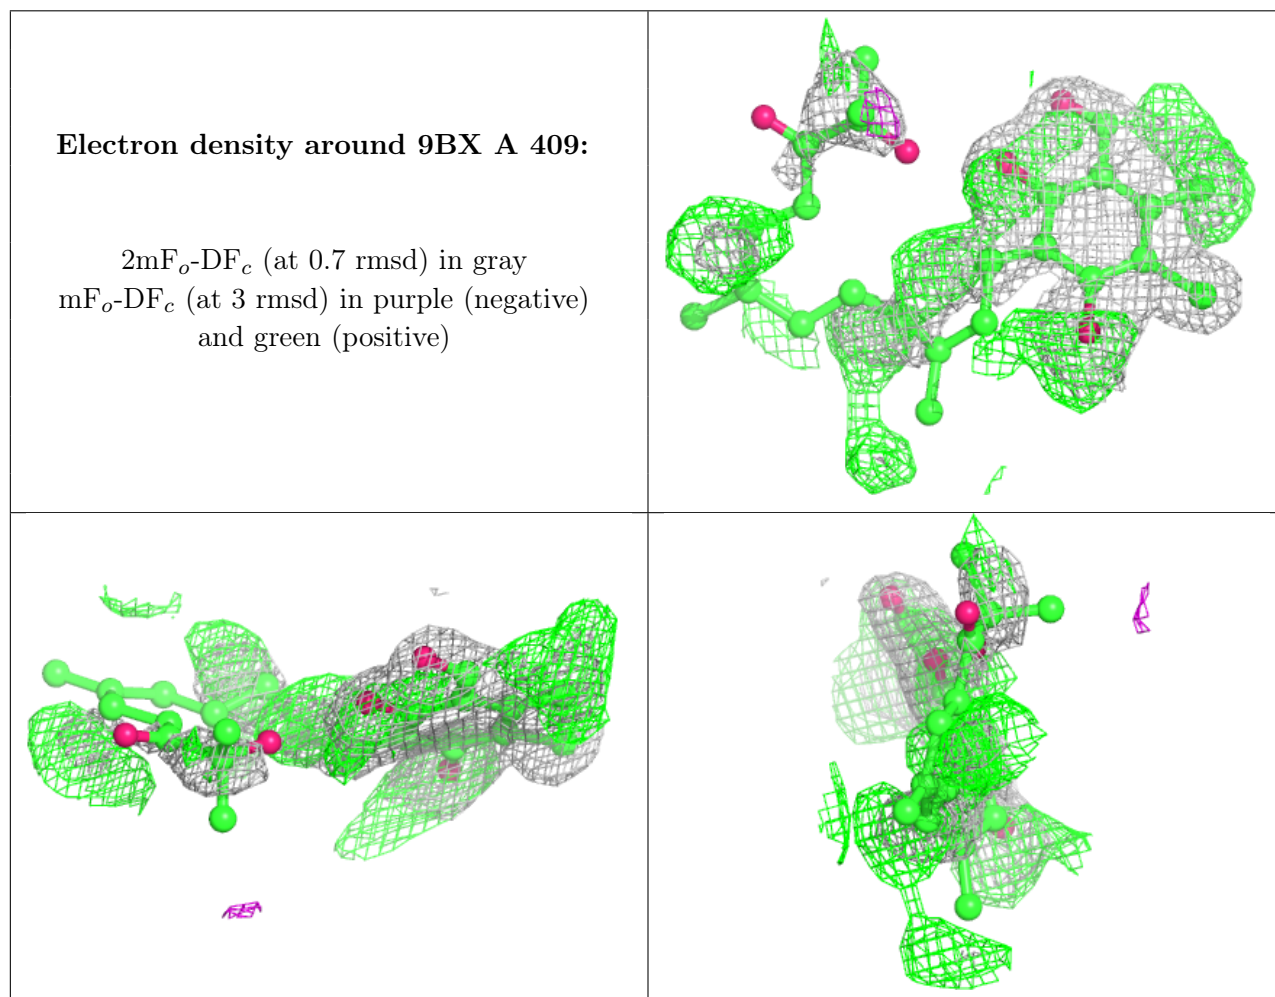 Electron density around 9BX A 409:
2mFₒ-DF𝒸 (at 0.7 rmsd) in gray
mFₒ-DF𝒸 (at 3 rmsd) in purple (negative)
and green (positive)